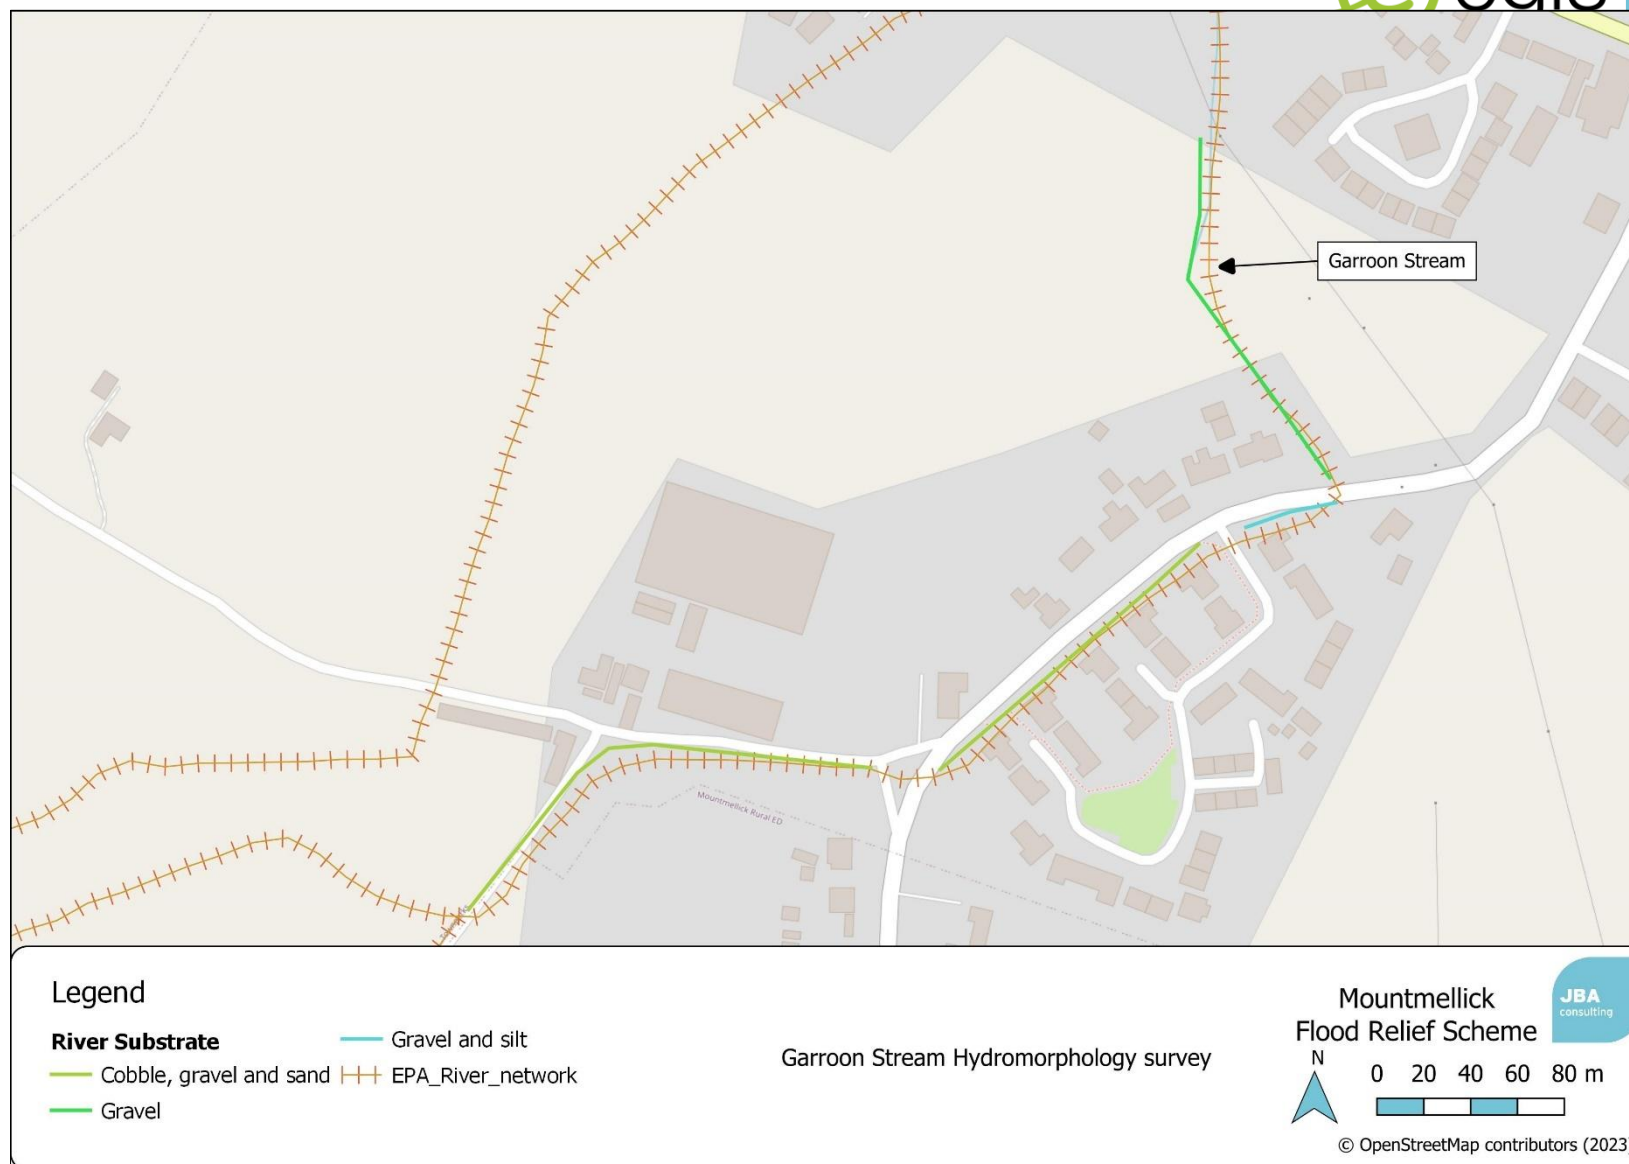 Garroon Stream
Mountmellick Rural ED
Legend
River Substrate
Cobble, gravel and sand
Gravel
Gravel and silt
EPA_River_network
Garroon Stream Hydromorphology survey
Mountmellick
Flood Relief Scheme
JBA
consulting
N
0 20 40 60 80 m
© OpenStreetMap contributors (2023)